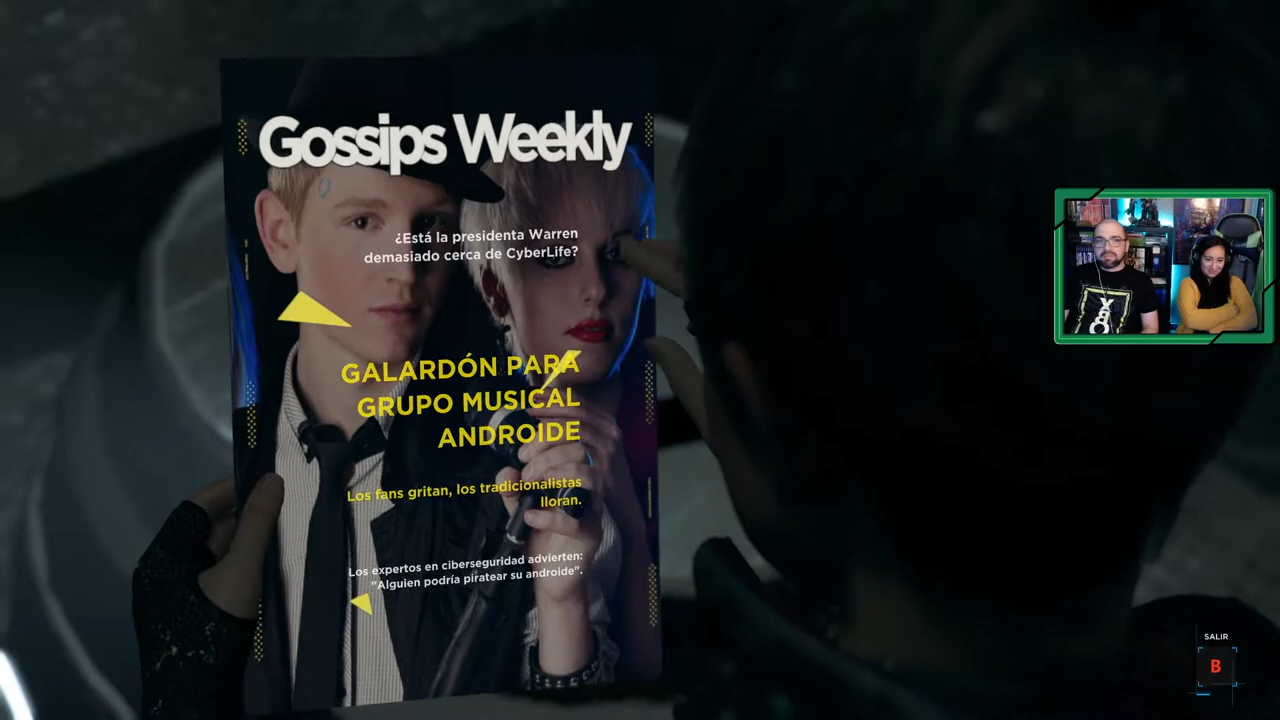 Gossips Weekly
¿Está la presidenta Warren
demasiado cerca de CyberLife?
GALARDÓN PARA
GRUPO MUSICAL
ANDROIDE
Los fans gritan, los tradicionalistas
lloran.
Los expertos en ciberseguridad advierten:
"Alguien podría piratear su androide".
SALIR
B